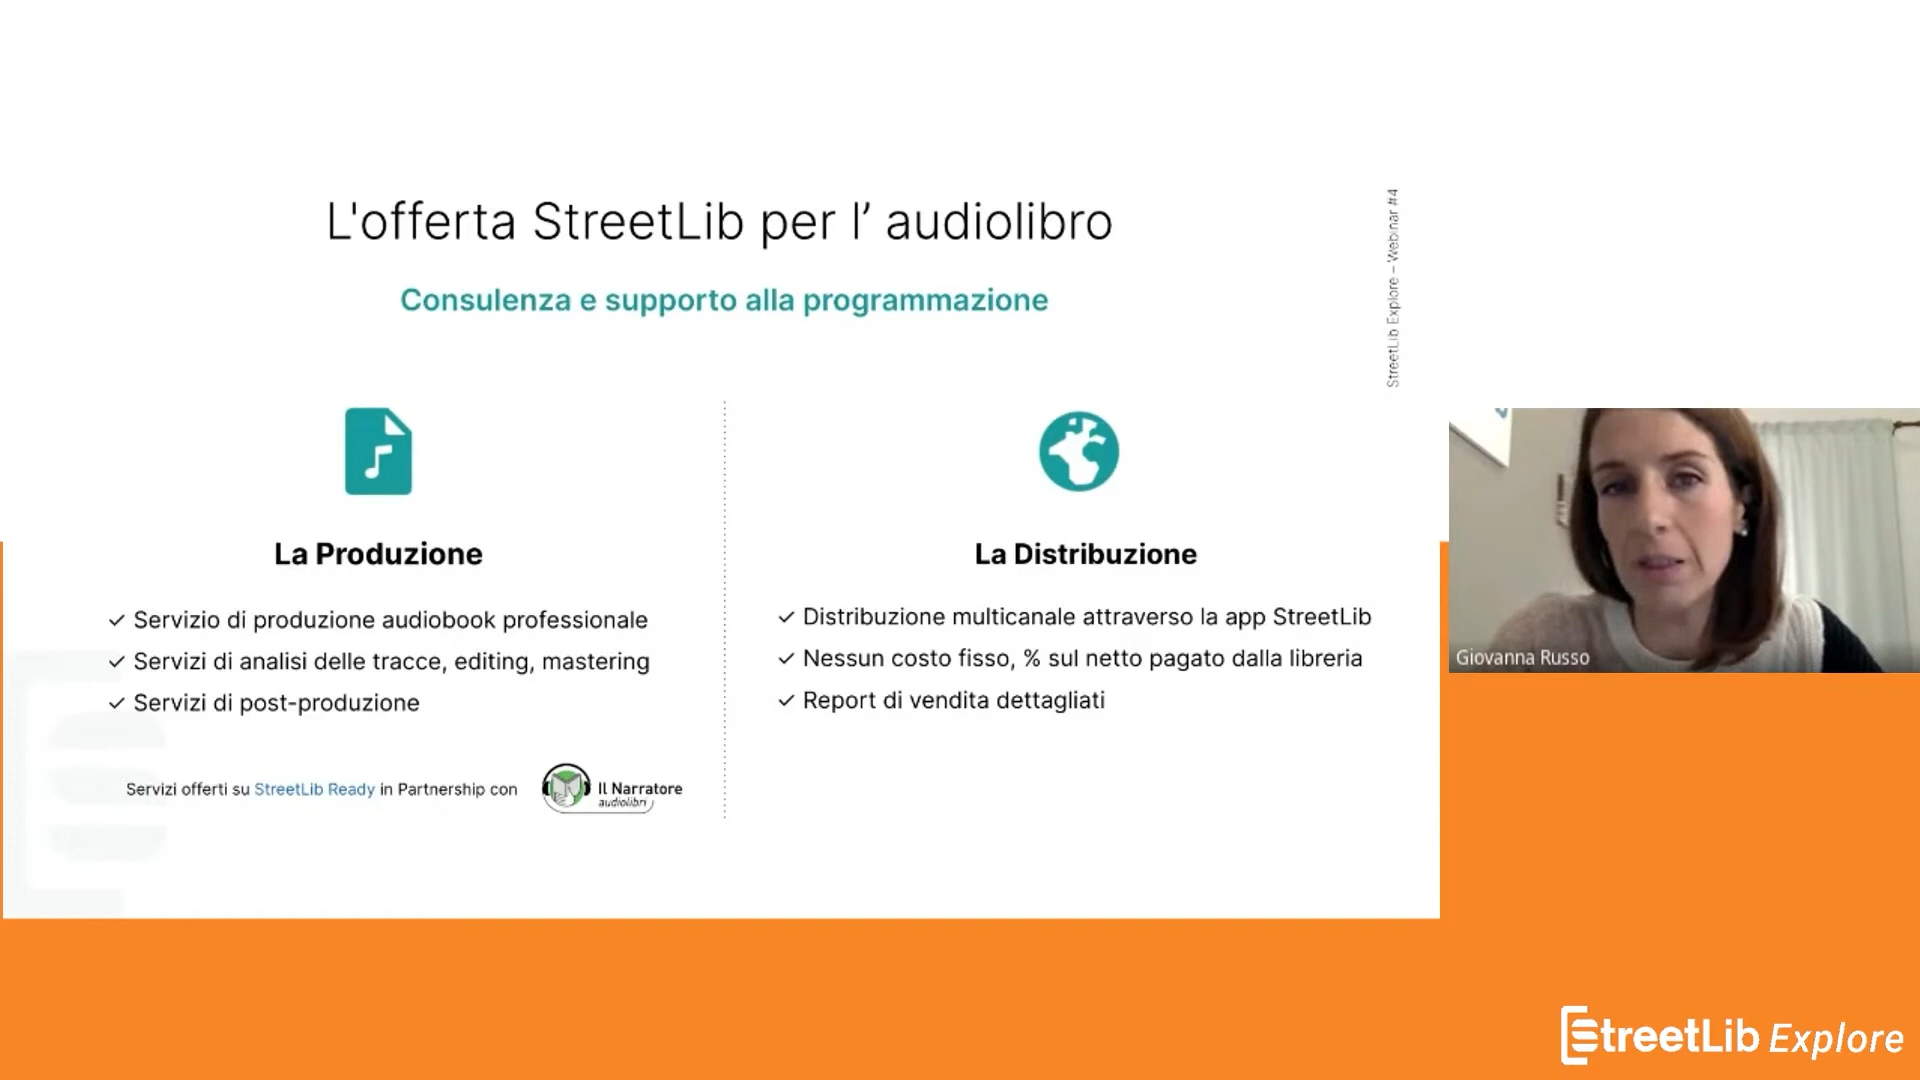 L'offerta StreetLib per l’ audiolibro
Consulenza e supporto alla programmazione
StreetLib Explore – Webinar #4
La Produzione
✓ Servizio di produzione audiobook professionale
✓ Servizi di analisi delle tracce, editing, mastering
✓ Servizi di post-produzione
Servizi offerti su StreetLib Ready in Partnership con
Il Narratore
audiolibri
La Distribuzione
✓ Distribuzione multicanale attraverso la app StreetLib
✓ Nessun costo fisso, % sul netto pagato dalla libreria
✓ Report di vendita dettagliati
Giovanna Russo
StreetLib Explore